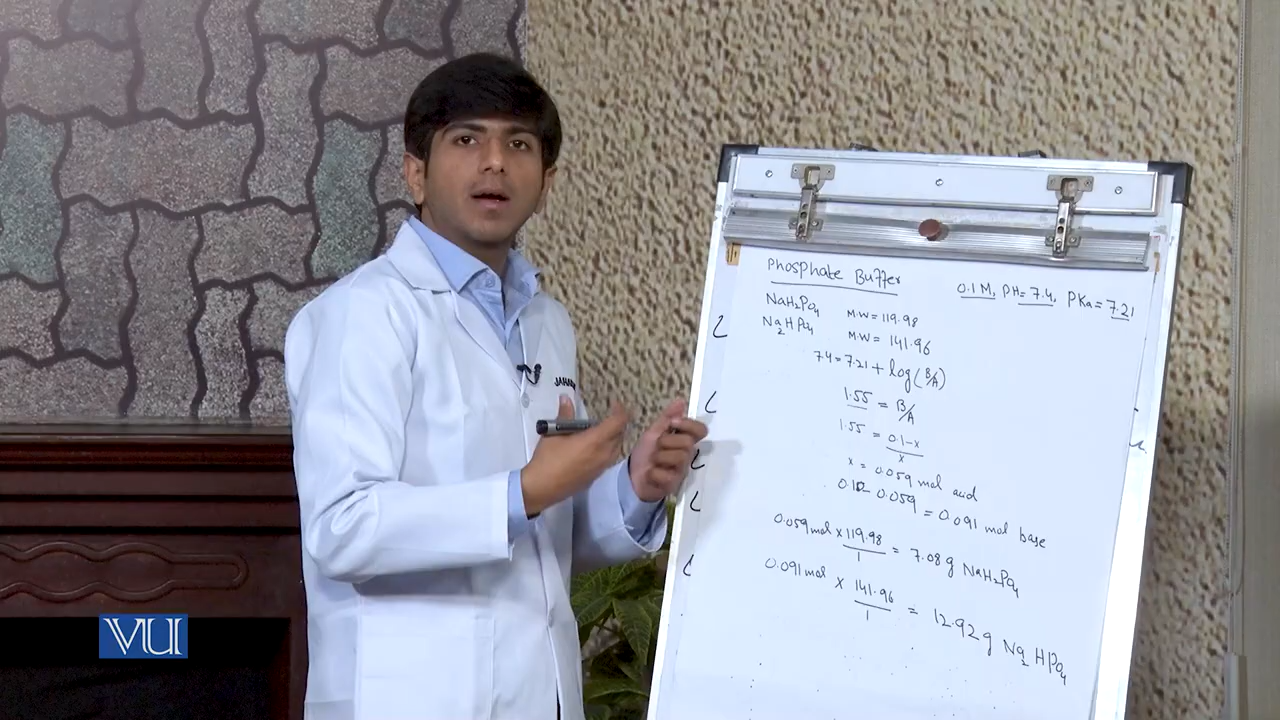 Phosphate Buffer
0.1 M, PH = 7.4, PKa = 7.21
NaH2PO4 M.W = 119.98
Na2HPO4 M.W = 141.96
7.4 = 7.21 + log (B/A)
1.55 = B/A
1.55 = 0.1-x/x
x = 0.059 mol acid
0.059 = 0.091 mol base
0.059 mol x 119.98/1 = 7.08 g NaH2PO4
0.091 mol x 141.96/1 = 12.92 g Na2HPO4
VU